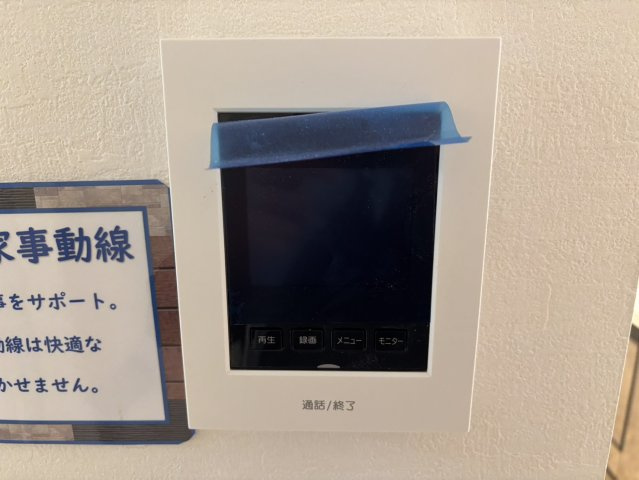 家事動線
事をサポート。
動線は快適な
かせません。
再生 録画 メニュー モニター
通話/終了